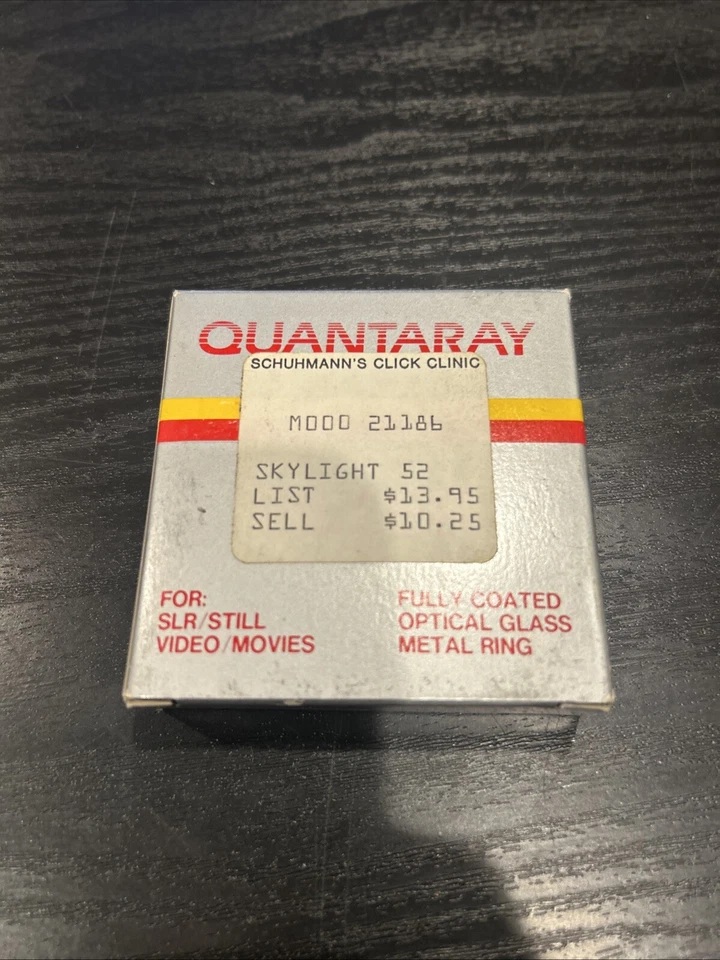 QUANTARAY
SCHUHMANN'S CLICK CLINIC
M000 21186
SKYLIGHT 52
LIST $13.95
SELL $10.25
FOR:
SLR/STILL
VIDEO/MOVIES
FULLY COATED
OPTICAL GLASS
METAL RING